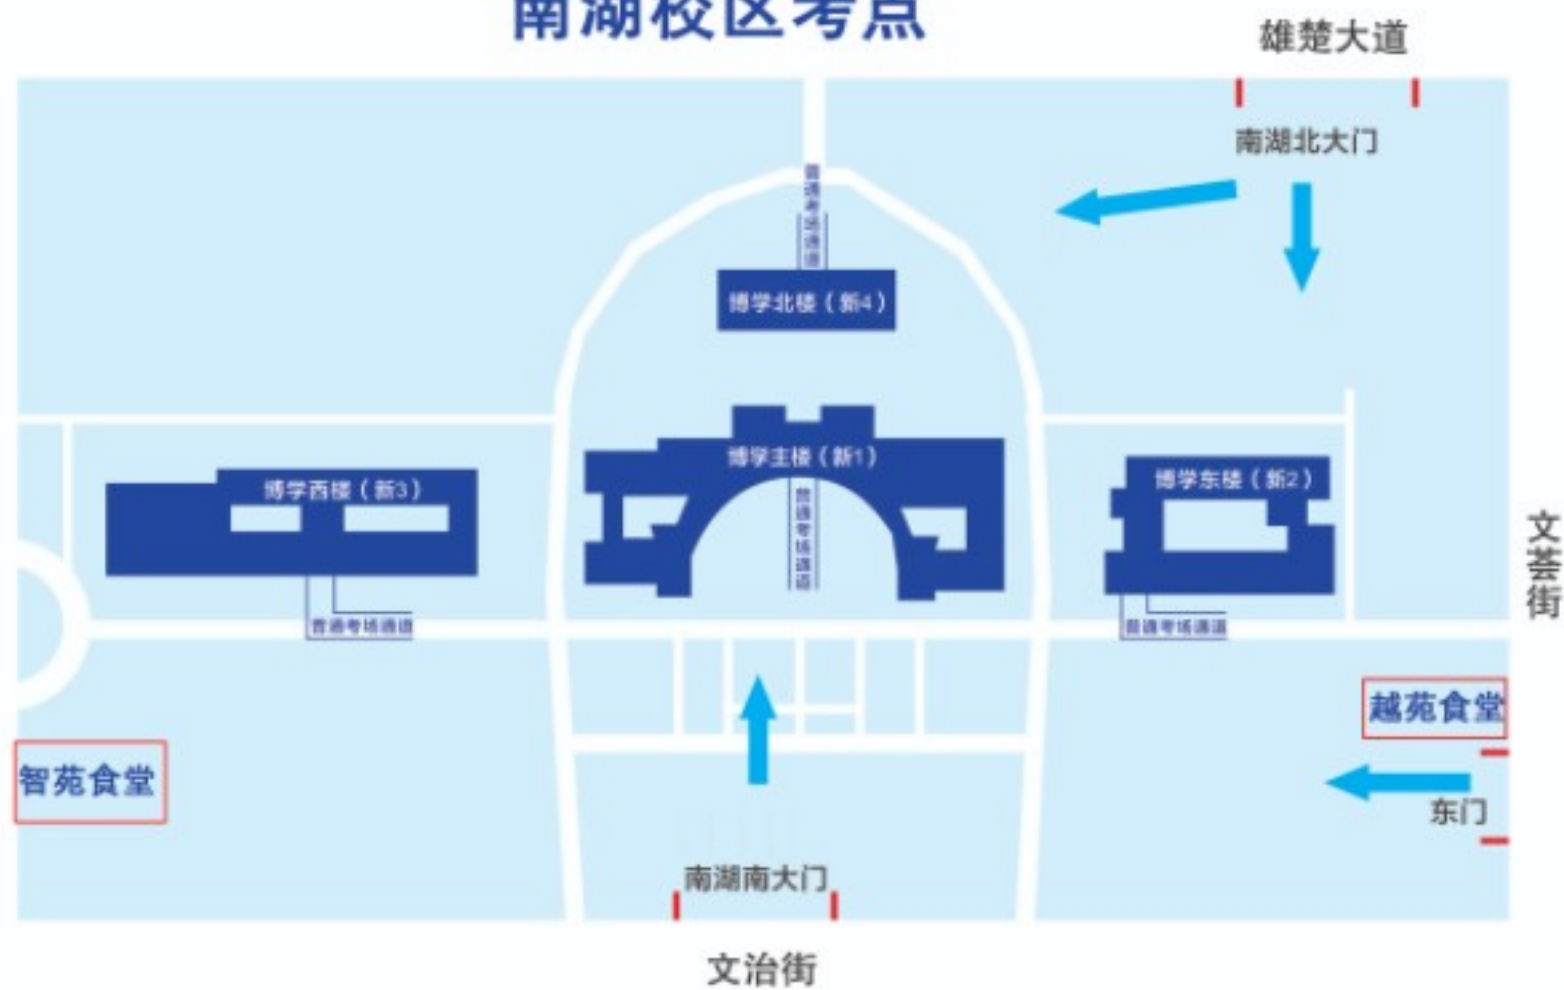 南湖校区考点
雄楚大道
南湖北大门
普通考场通道
博学北楼（新4）
博学主楼（新1）
普通考场通道
博学西楼（新3）
普通考场通道
博学东楼（新2）
普通考场通道
文荟街
越苑食堂
智苑食堂
东门
南湖南大门
文治街